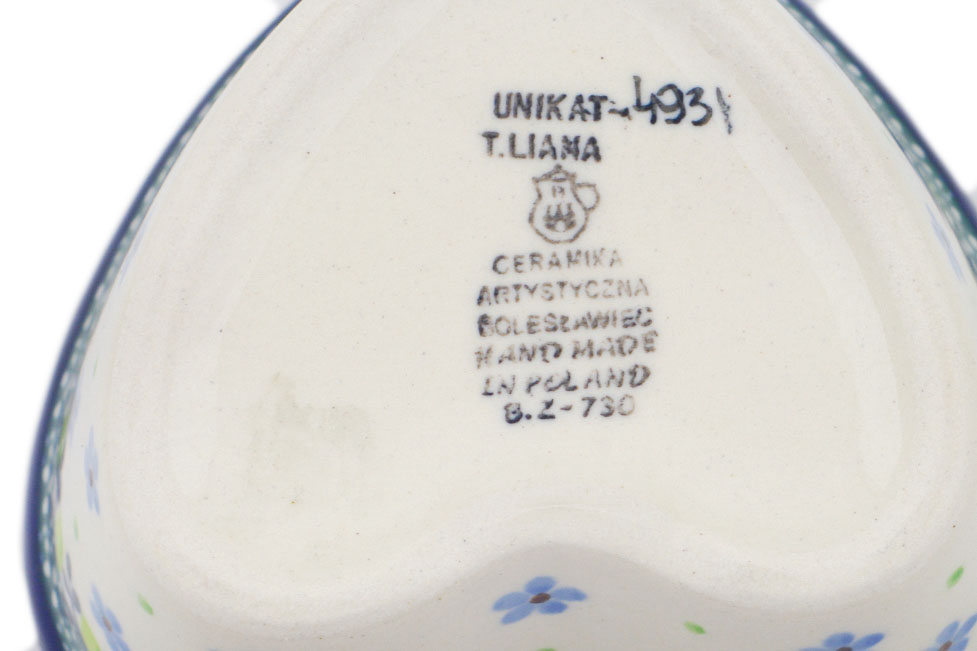 UNIKAT-4931
T.LIANA
CERAMIKA
ARTYSTYCZNA
BOLESŁAWIEC
HAND MADE
IN POLAND
B.Z-730